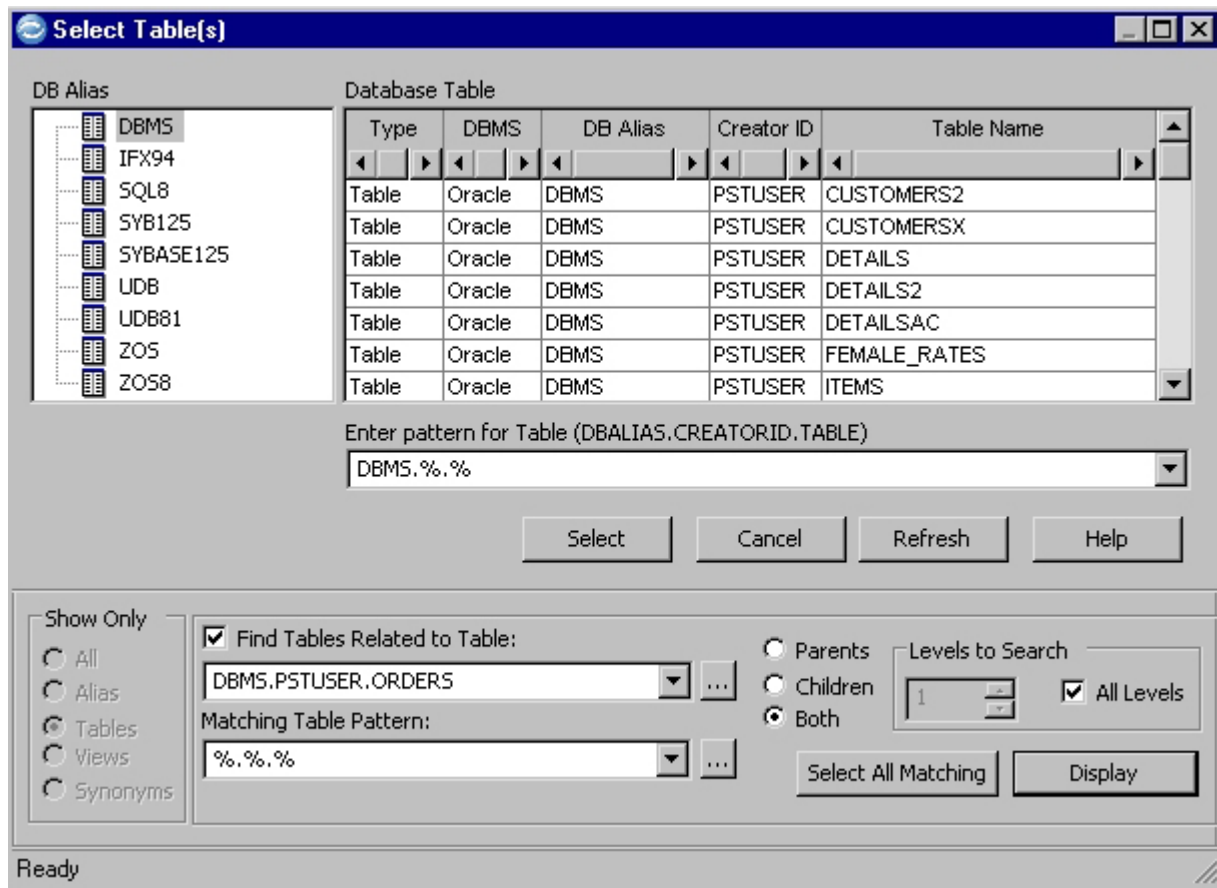 Select Table(s)
DB Alias
DBMS
IFX94
SQL8
SYB125
SYBASE125
UDB
UDB81
ZOS
ZOS8
Database Table
Type DBMS DB Alias Creator ID Table Name
Table Oracle DBMS PSTUSER CUSTOMERS2
Table Oracle DBMS PSTUSER CUSTOMERSX
Table Oracle DBMS PSTUSER DETAILS
Table Oracle DBMS PSTUSER DETAILS2
Table Oracle DBMS PSTUSER DETAILSAC
Table Oracle DBMS PSTUSER FEMALE_RATES
Table Oracle DBMS PSTUSER ITEMS
Enter pattern for Table (DBALIAS.CREATORID.TABLE)
DBMS.%.%
Select Cancel Refresh Help
Show Only
All
Alias
Tables
Views
Synonyms
Find Tables Related to Table:
DBMS.PSTUSER.ORDERS ...
Matching Table Pattern:
%.%.% ...
Parents
Children
Both
Levels to Search
1 All Levels
Select All Matching Display
Ready